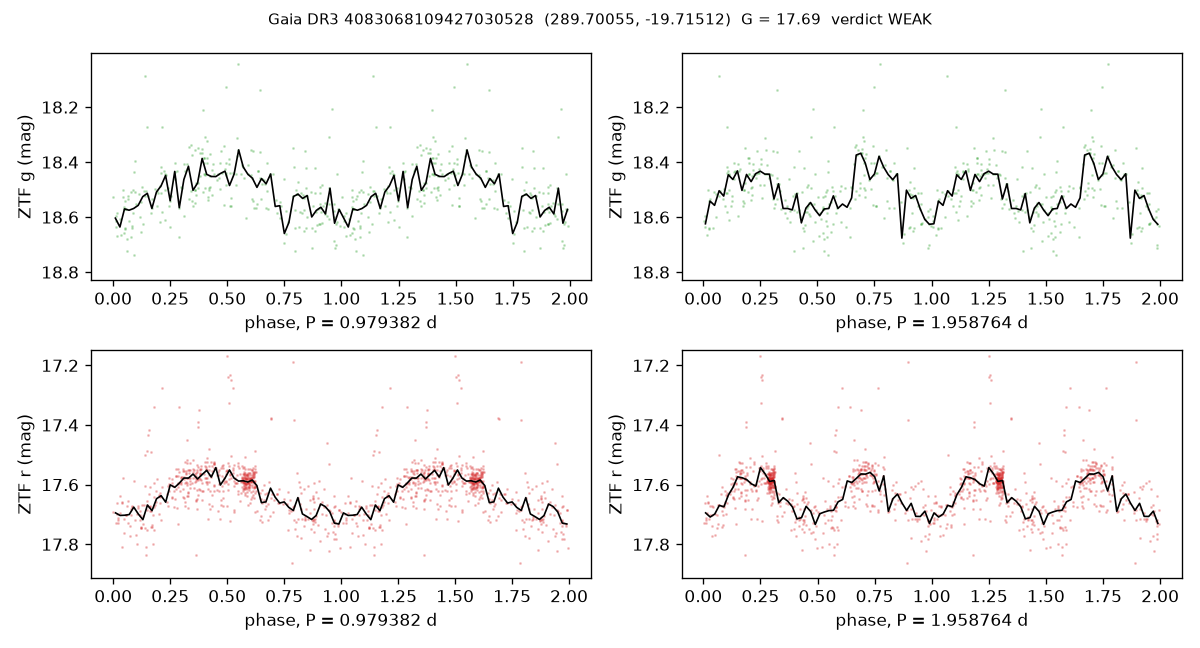 Gaia DR3 4083068109427030528 (289.70055, -19.71512) G = 17.69 verdict WEAK
ZTF g (mag)
18.2
18.4
18.6
18.8
0.00 0.25 0.50 0.75 1.00 1.25 1.50 1.75 2.00
phase, P = 0.979382 d
ZTF g (mag)
18.2
18.4
18.6
18.8
0.00 0.25 0.50 0.75 1.00 1.25 1.50 1.75 2.00
phase, P = 1.958764 d
ZTF r (mag)
17.2
17.4
17.6
17.8
0.00 0.25 0.50 0.75 1.00 1.25 1.50 1.75 2.00
phase, P = 0.979382 d
ZTF r (mag)
17.2
17.4
17.6
17.8
0.00 0.25 0.50 0.75 1.00 1.25 1.50 1.75 2.00
phase, P = 1.958764 d